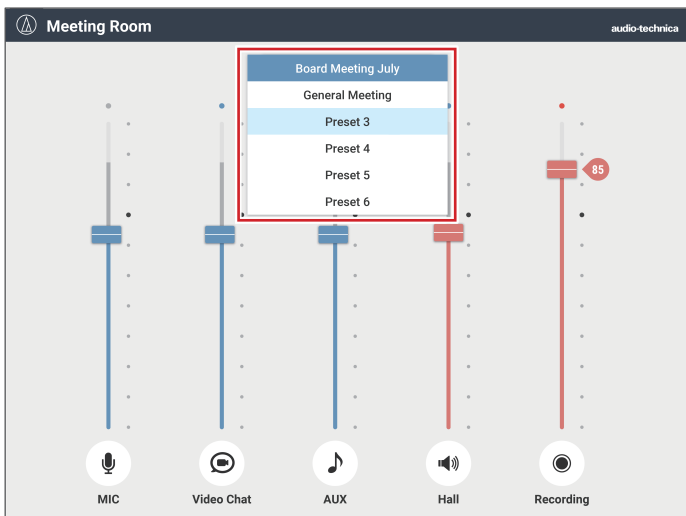 Meeting Room
audio-technica
Board Meeting July
General Meeting
Preset 3
Preset 4
Preset 5
Preset 6
85
MIC
Video Chat
AUX
Hall
Recording